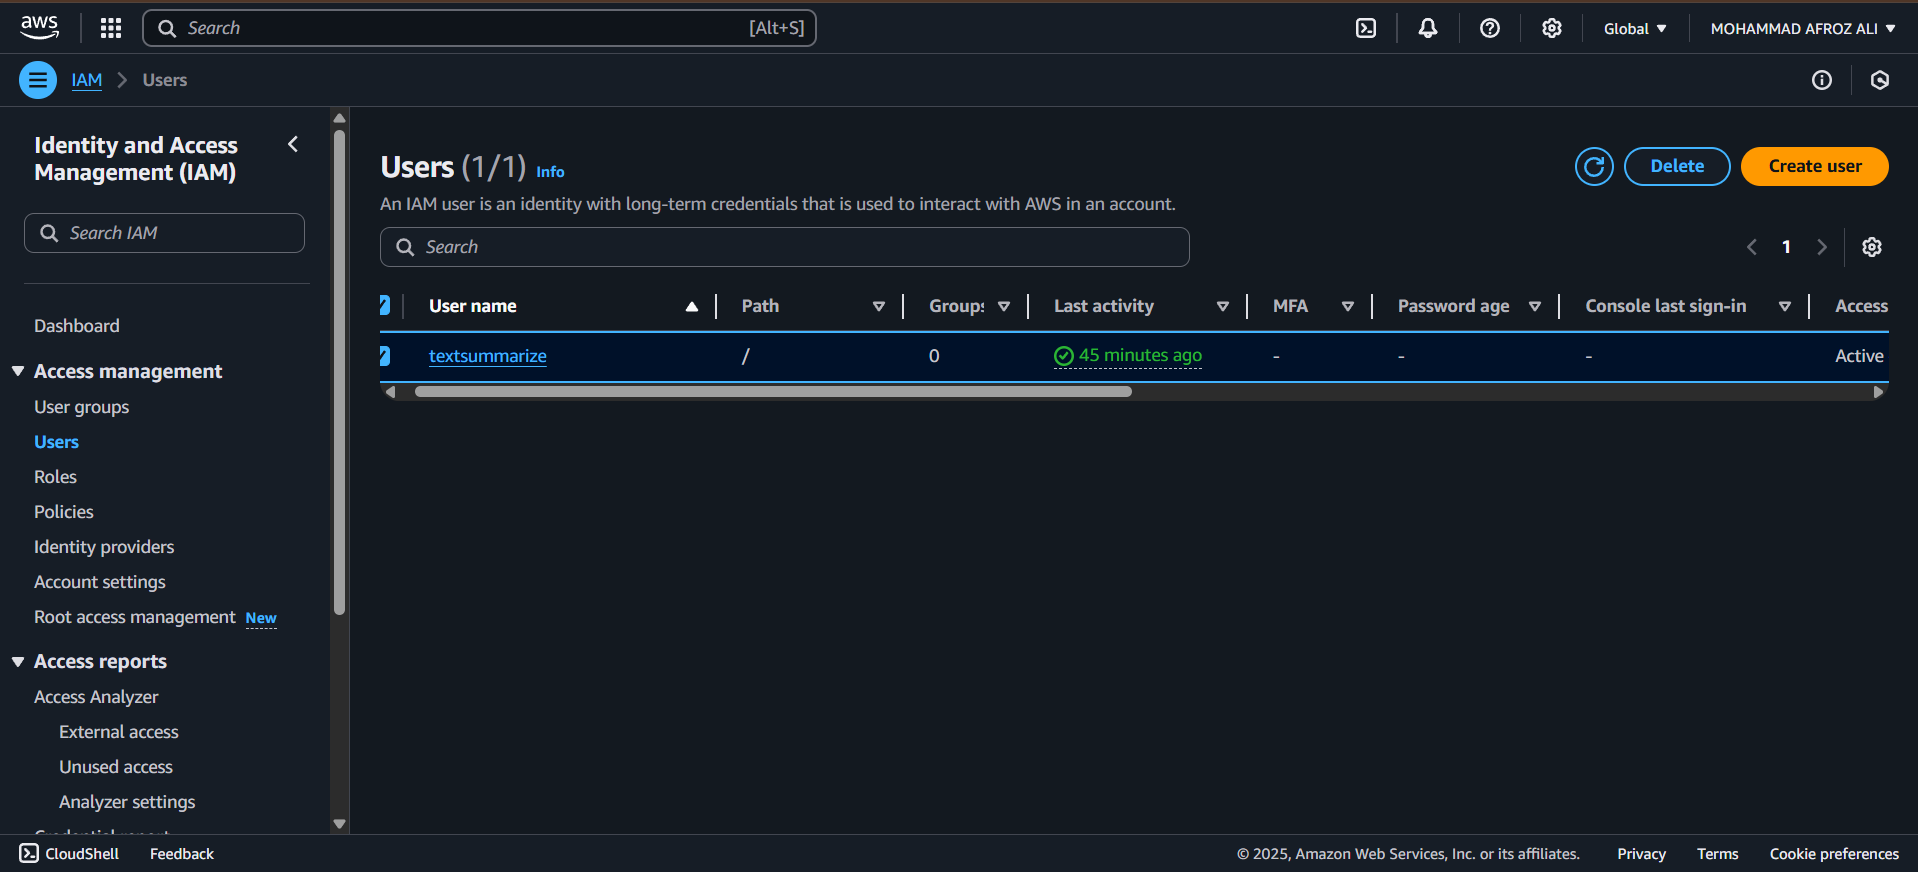 aws
Search [Alt+S]
Global
MOHAMMAD AFROZ ALI
IAM > Users
Identity and Access
Management (IAM)
Search IAM
Dashboard
Access management
User groups
Users
Roles
Policies
Identity providers
Account settings
Root access management New
Access reports
Access Analyzer
External access
Unused access
Analyzer settings
Credential report
Users (1/1) Info
Delete
Create user
An IAM user is an identity with long-term credentials that is used to interact with AWS in an account.
Search
1
User name Path Groups Last activity MFA Password age Console last sign-in Access
textsummarize / 0 45 minutes ago - - - Active
CloudShell Feedback © 2025, Amazon Web Services, Inc. or its affiliates. Privacy Terms Cookie preferences